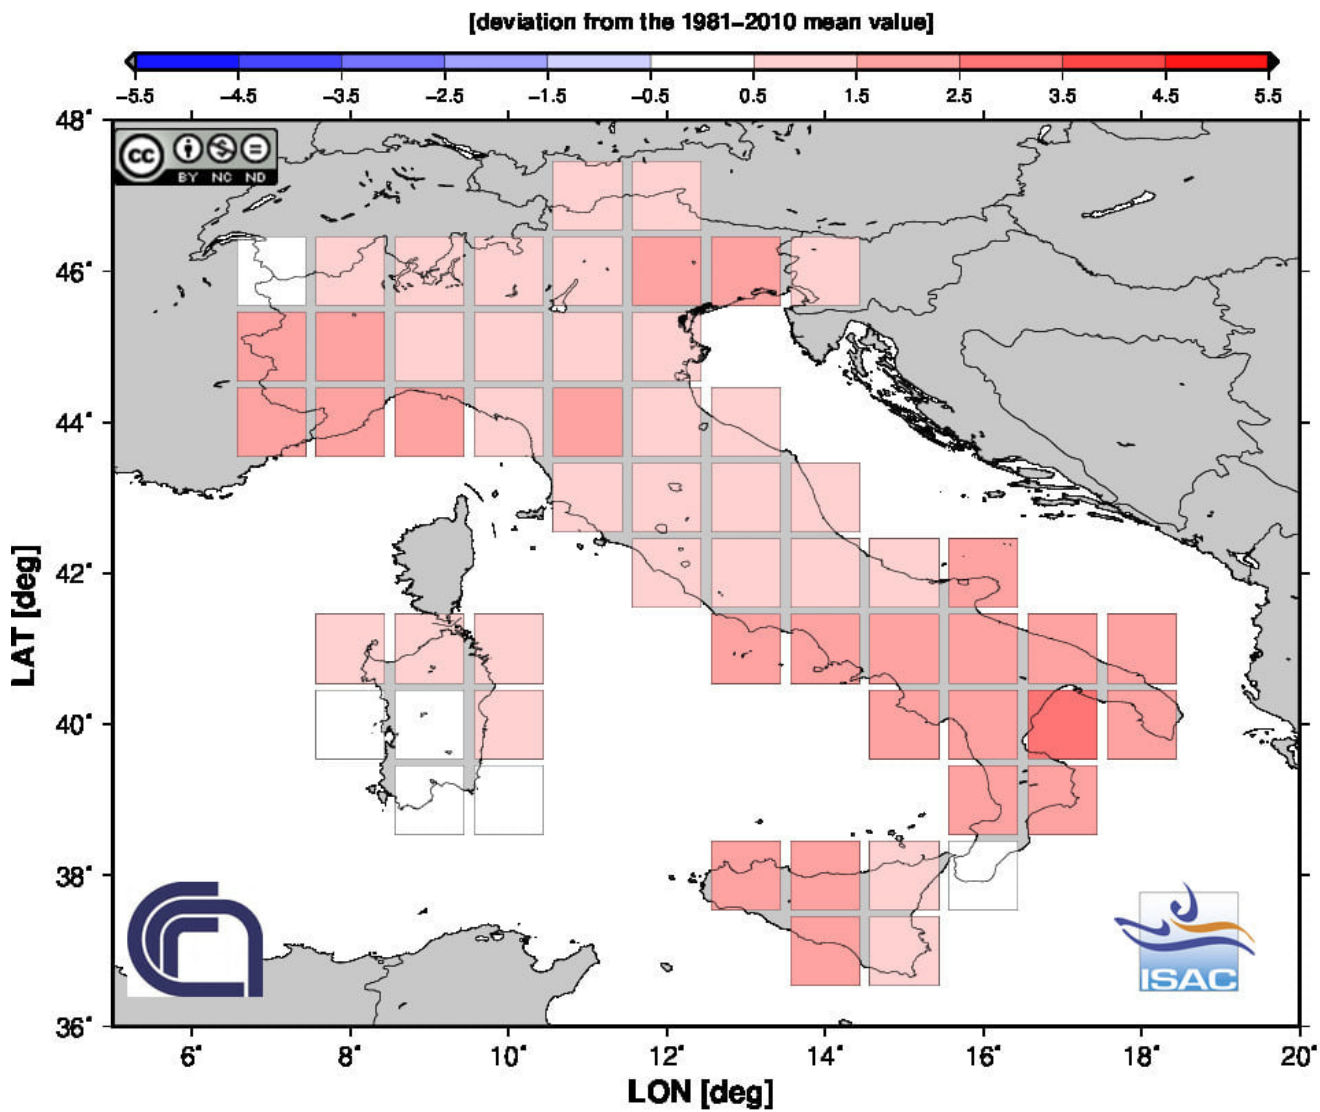 [deviation from the 1981−2010 mean value]
−5.5 −4.5 −3.5 −2.5 −1.5 −0.5 0.5 1.5 2.5 3.5 4.5 5.5
48°
cc
BY NC ND
46°
44°
42°
LAT [deg]
40°
38°
ISAC
36°
6° 8° 10° 12° 14° 16° 18° 20°
LON [deg]